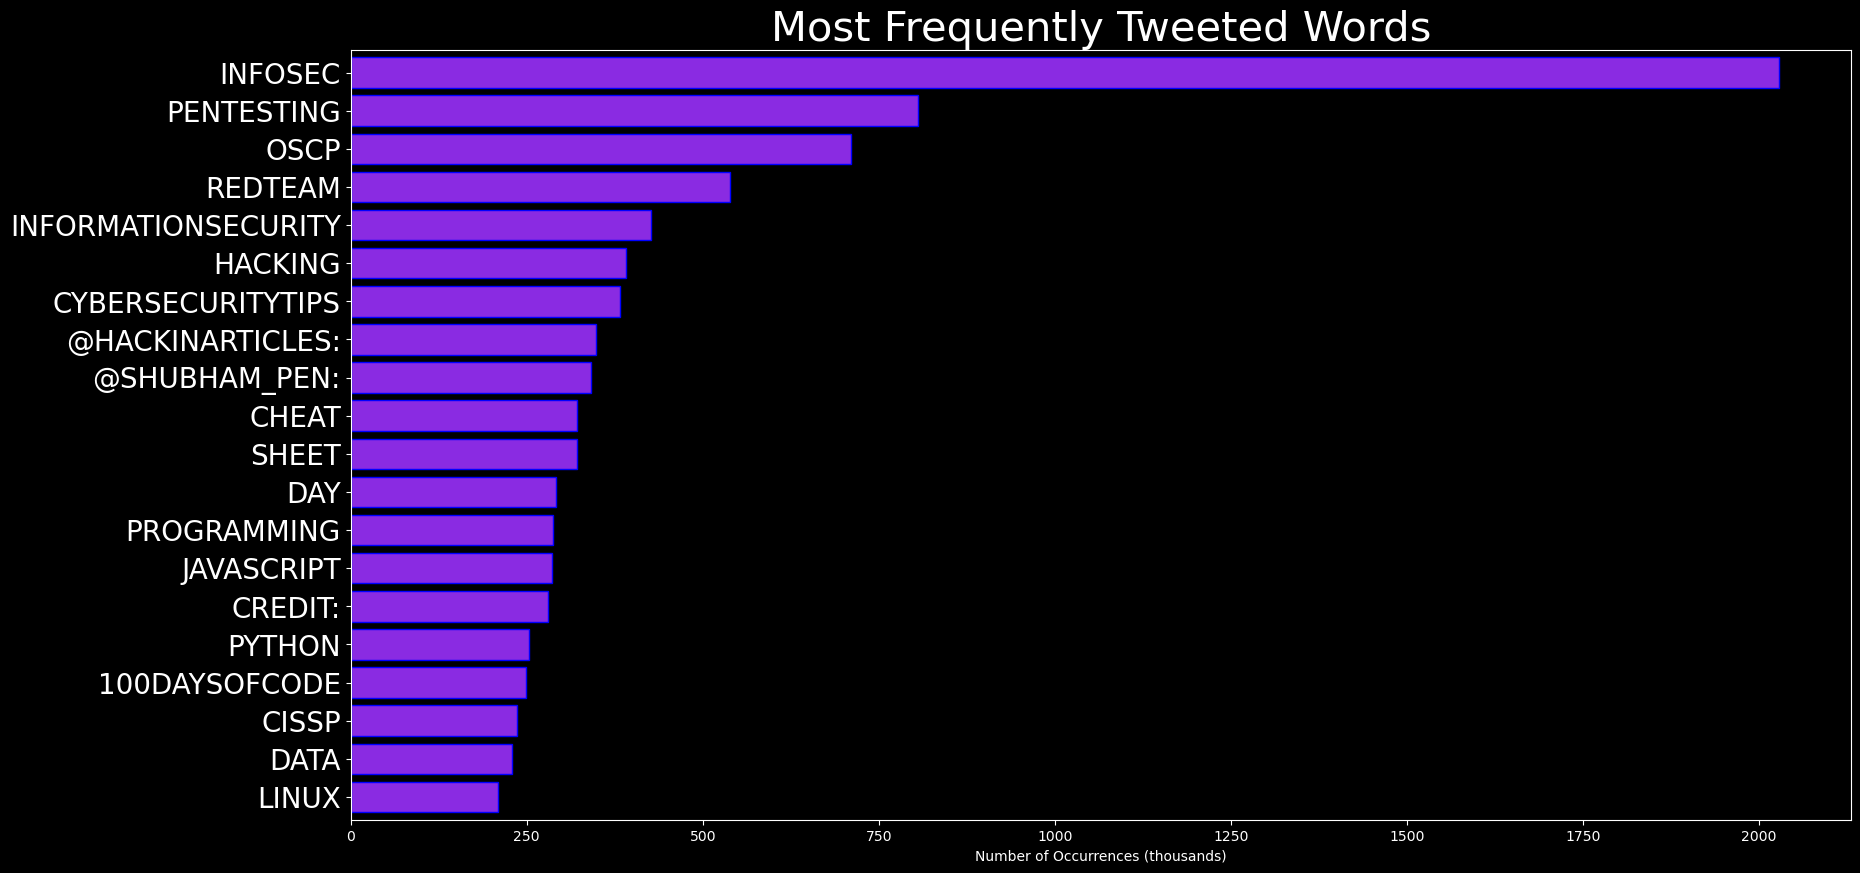 Most Frequently Tweeted Words
INFOSEC
PENTESTING
OSCP
REDTEAM
INFORMATIONSECURITY
HACKING
CYBERSECURITYTIPS
@HACKINARTICLES:
@SHUBHAM_PEN:
CHEAT
SHEET
DAY
PROGRAMMING
JAVASCRIPT
CREDIT:
PYTHON
100DAYSOFCODE
CISSP
DATA
LINUX
0 250 500 750 1000 1250 1500 1750 2000
Number of Occurrences (thousands)